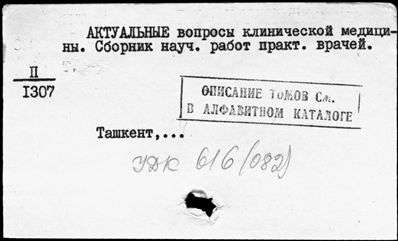 АКТУАЛЬНЫЕ вопросы клинической медици-
ны. Сборник науч. работ практ. врачей.
II
1307
ОПИСАНИЕ ТОМОВ СМ.
В АЛФАВИТНОМ КАТАЛОГЕ
Ташкент,...
УДК 616(082)